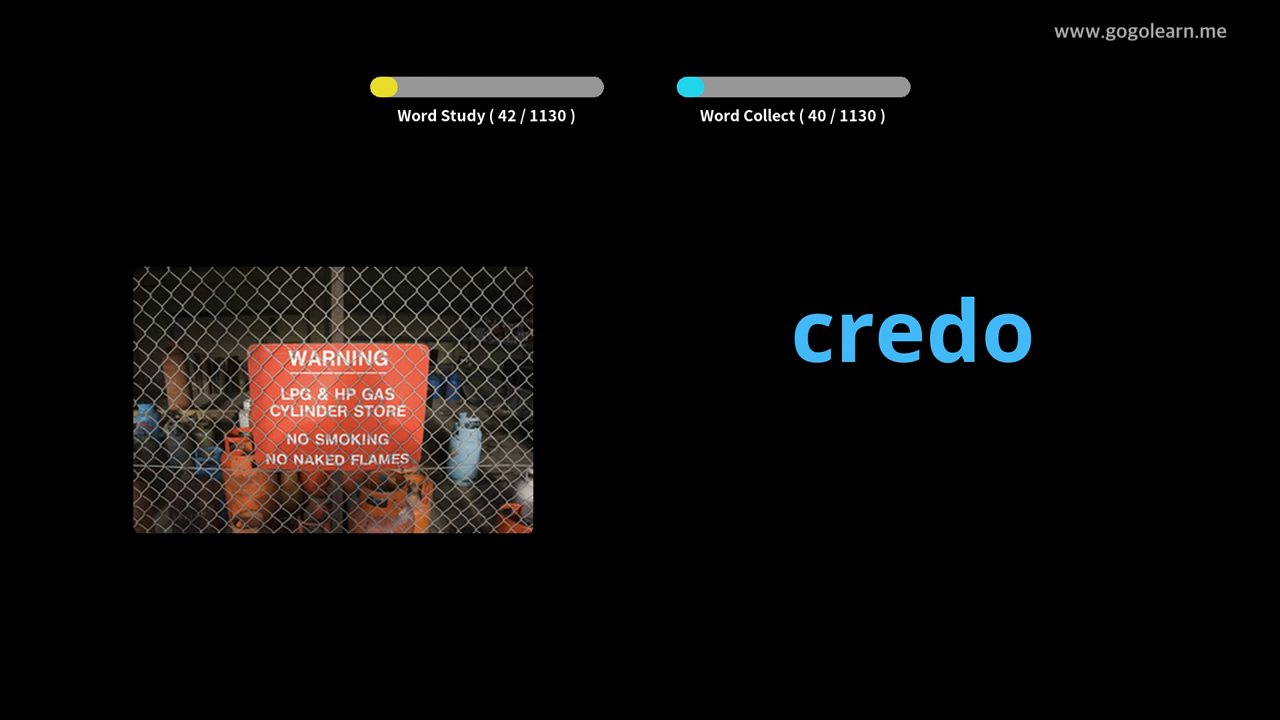 www.gogolearn.me
Word Study ( 42 / 1130 )
Word Collect ( 40 / 1130 )
WARNING
LPG & HP GAS
CYLINDER STORE
NO SMOKING
NO NAKED FLAMES
credo